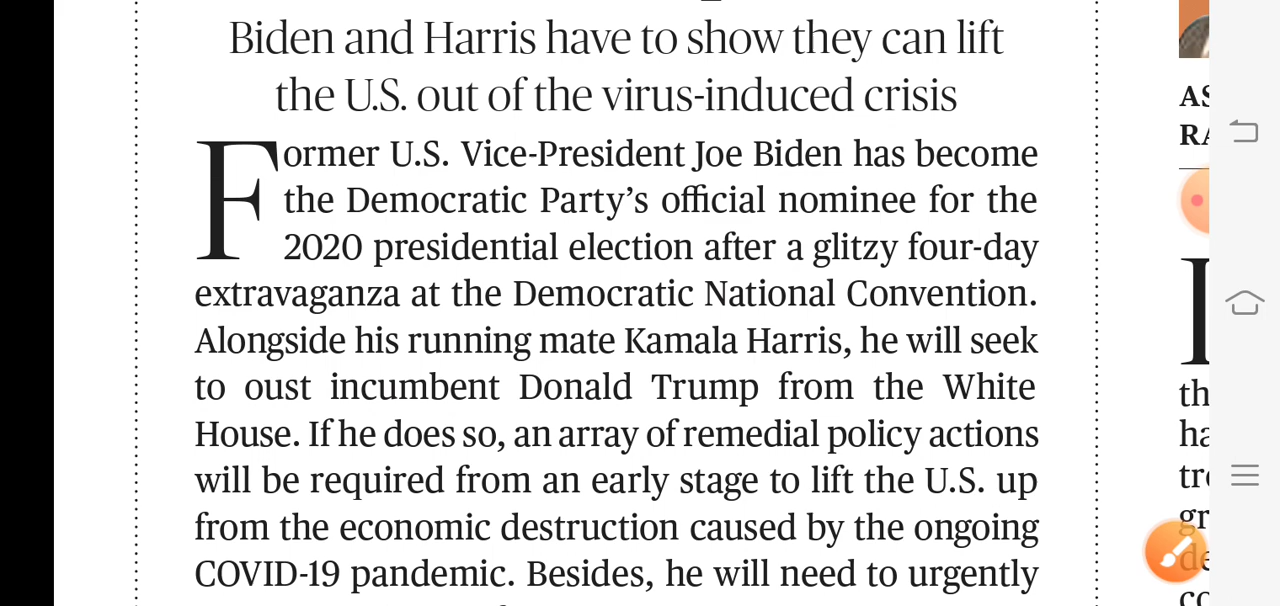 Biden and Harris have to show they can lift
the U.S. out of the virus-induced crisis
Former U.S. Vice-President Joe Biden has become
the Democratic Party’s official nominee for the
2020 presidential election after a glitzy four-day
extravaganza at the Democratic National Convention.
Alongside his running mate Kamala Harris, he will seek
to oust incumbent Donald Trump from the White
House. If he does so, an array of remedial policy actions
will be required from an early stage to lift the U.S. up
from the economic destruction caused by the ongoing
COVID-19 pandemic. Besides, he will need to urgently